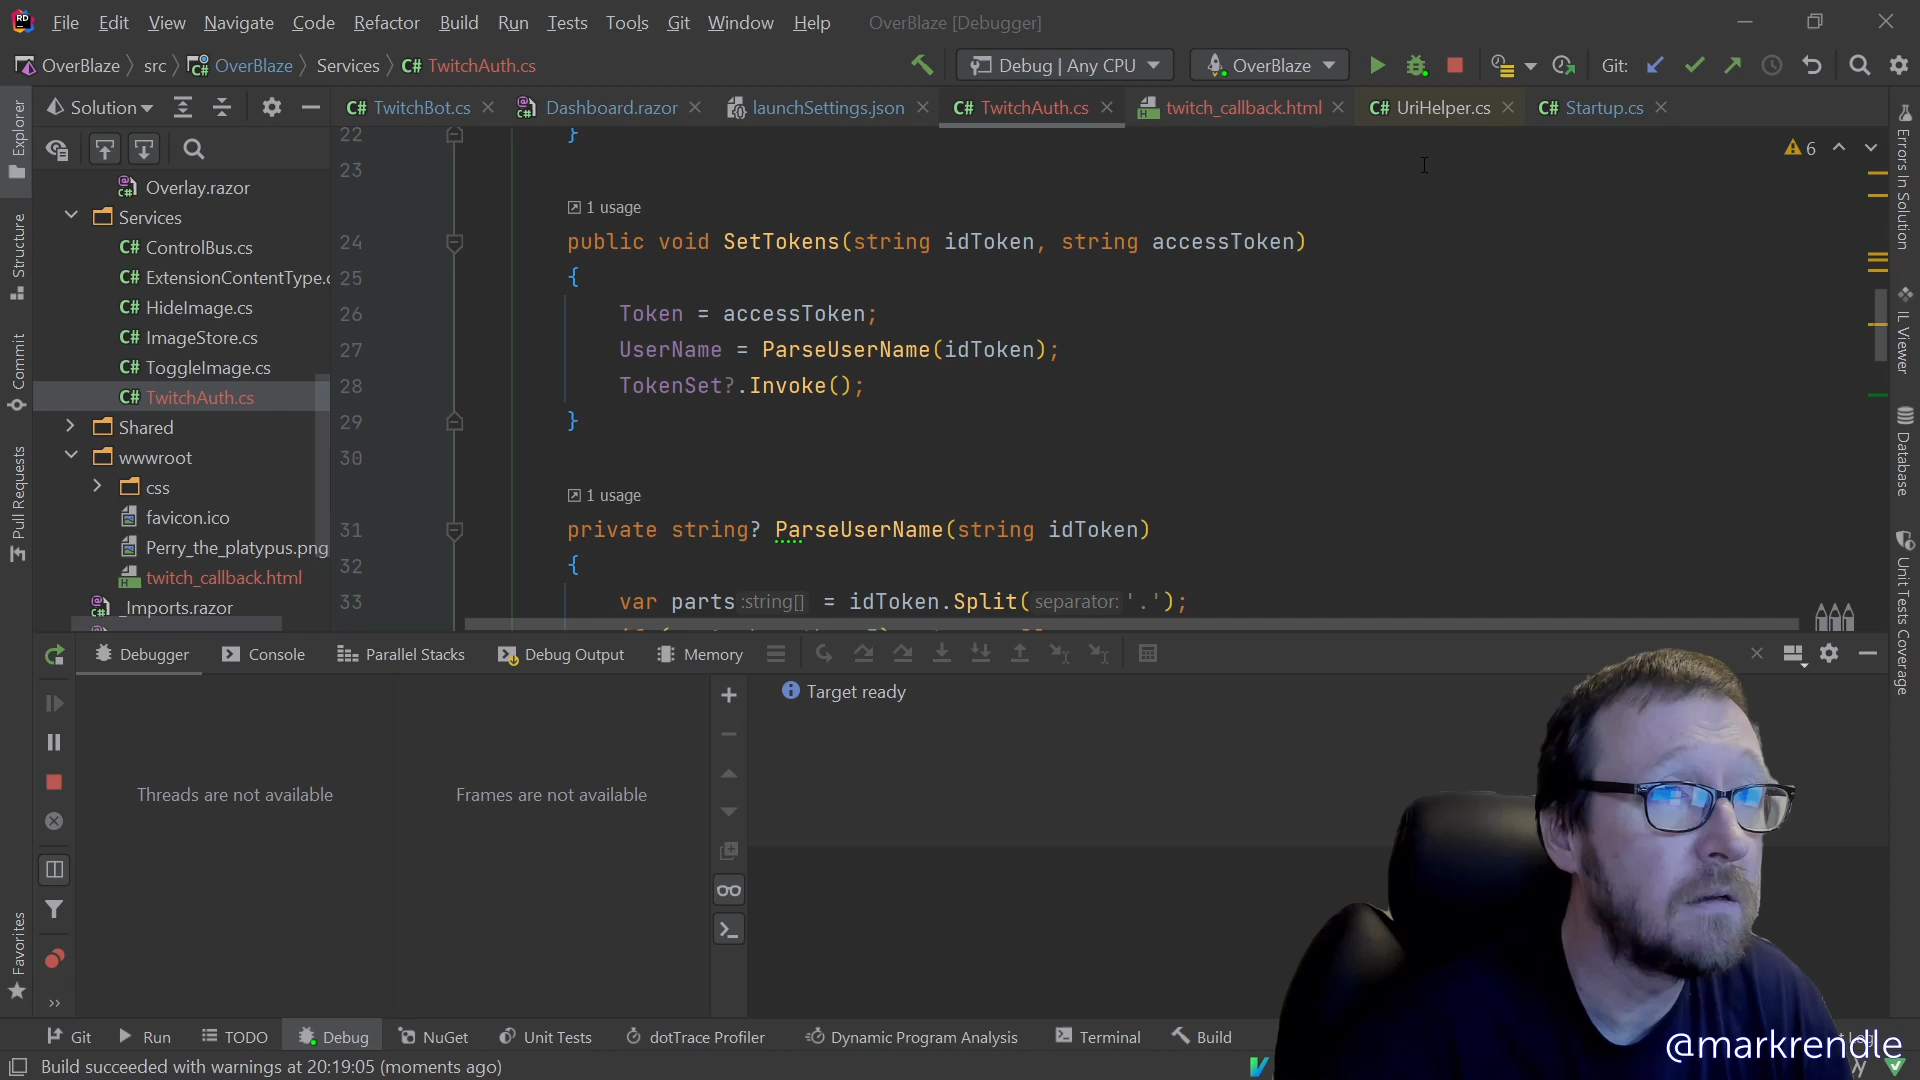 File Edit View Navigate Code Refactor Build Run Tests Tools Git Window Help OverBlaze [Debugger]
OverBlaze src OverBlaze Services C# TwitchAuth.cs Debug | Any CPU OverBlaze Git:
Solution C# TwitchBot.cs Dashboard.razor launchSettings.json C# TwitchAuth.cs twitch_callback.html C# UriHelper.cs C# Startup.cs
Explorer
Structure
Commit
Pull Requests
Favorites
Overlay.razor
Services
C# ControlBus.cs
C# ExtensionContentType.c
C# HideImage.cs
C# ImageStore.cs
C# ToggleImage.cs
C# TwitchAuth.cs
Shared
wwwroot
css
favicon.ico
Perry_the_platypus.png
twitch_callback.html
_Imports.razor
22 }
23
1 usage
24 public void SetTokens(string idToken, string accessToken)
25 {
26 Token = accessToken;
27 UserName = ParseUserName(idToken);
28 TokenSet?.Invoke();
29 }
30
1 usage
31 private string? ParseUserName(string idToken)
32 {
33 var parts :string[] = idToken.Split( separator: '.');
6
Errors In Solution
IL Viewer
Database
Unit Tests Coverage
Debugger Console Parallel Stacks Debug Output Memory
Target ready
Threads are not available
Frames are not available
Git Run TODO Debug NuGet Unit Tests dotTrace Profiler Dynamic Program Analysis Terminal Build
Build succeeded with warnings at 20:19:05 (moments ago)
@markrendle